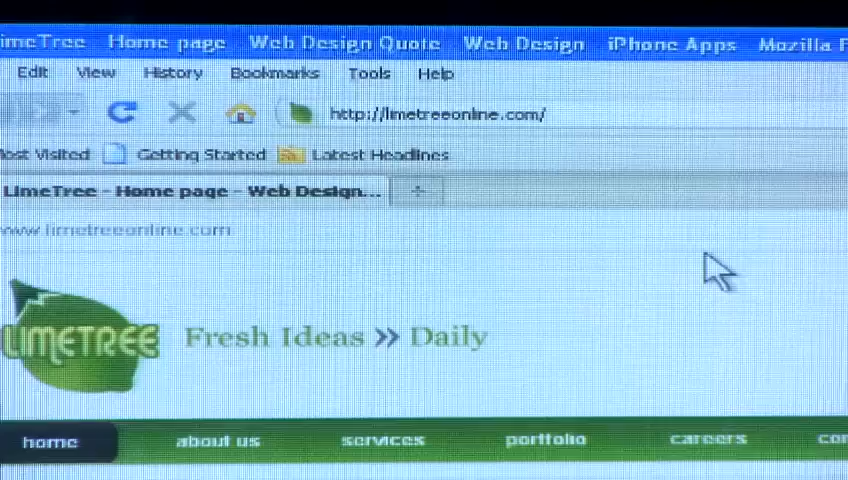 LimeTree Home page Web Design Quote Web Design iPhone Apps Mozilla F
Edit View History Bookmarks Tools Help
http://limetreeonline.com/
Most Visited Getting Started Latest Headlines
LimeTree - Home page - Web Design... +
www.limetreeonline.com
LIMETREE Fresh Ideas >> Daily
home about us services portfolio careers co